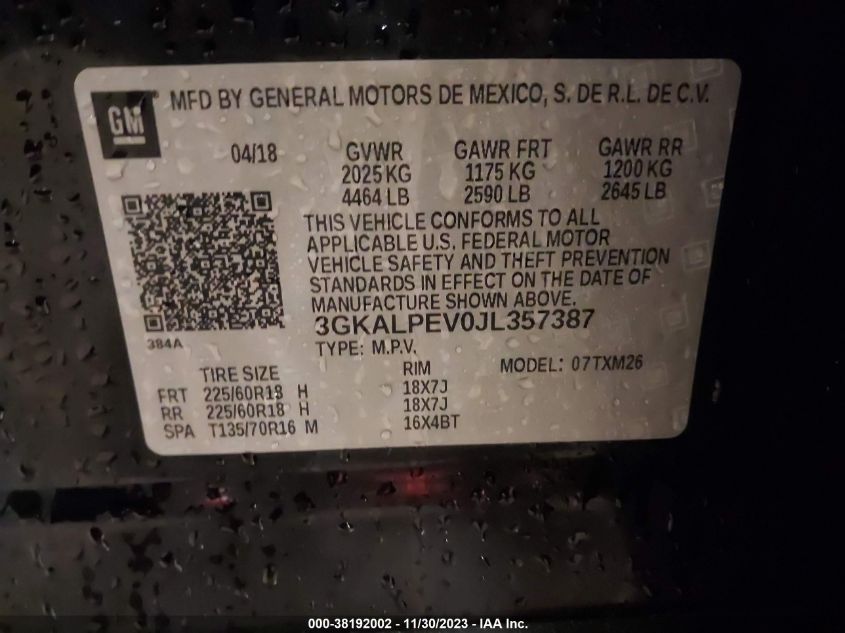 GM
MFD BY GENERAL MOTORS DE MEXICO, S. DE R.L. DE C.V.
04/18 GVWR GAWR FRT GAWR RR
2025 KG 1175 KG 1200 KG
4464 LB 2590 LB 2645 LB
THIS VEHICLE CONFORMS TO ALL
APPLICABLE U.S. FEDERAL MOTOR
VEHICLE SAFETY AND THEFT PREVENTION
STANDARDS IN EFFECT ON THE DATE OF
MANUFACTURE SHOWN ABOVE.
3GKALPEV0JL357387
384A
TYPE: M.P.V.
MODEL: 07TXM26
TIRE SIZE RIM
FRT 225/60R18 H 18X7J
RR 225/60R18 H 18X7J
SPA T135/70R16 M 16X4BT
000-38192002 - 11/30/2023 - IAA Inc.